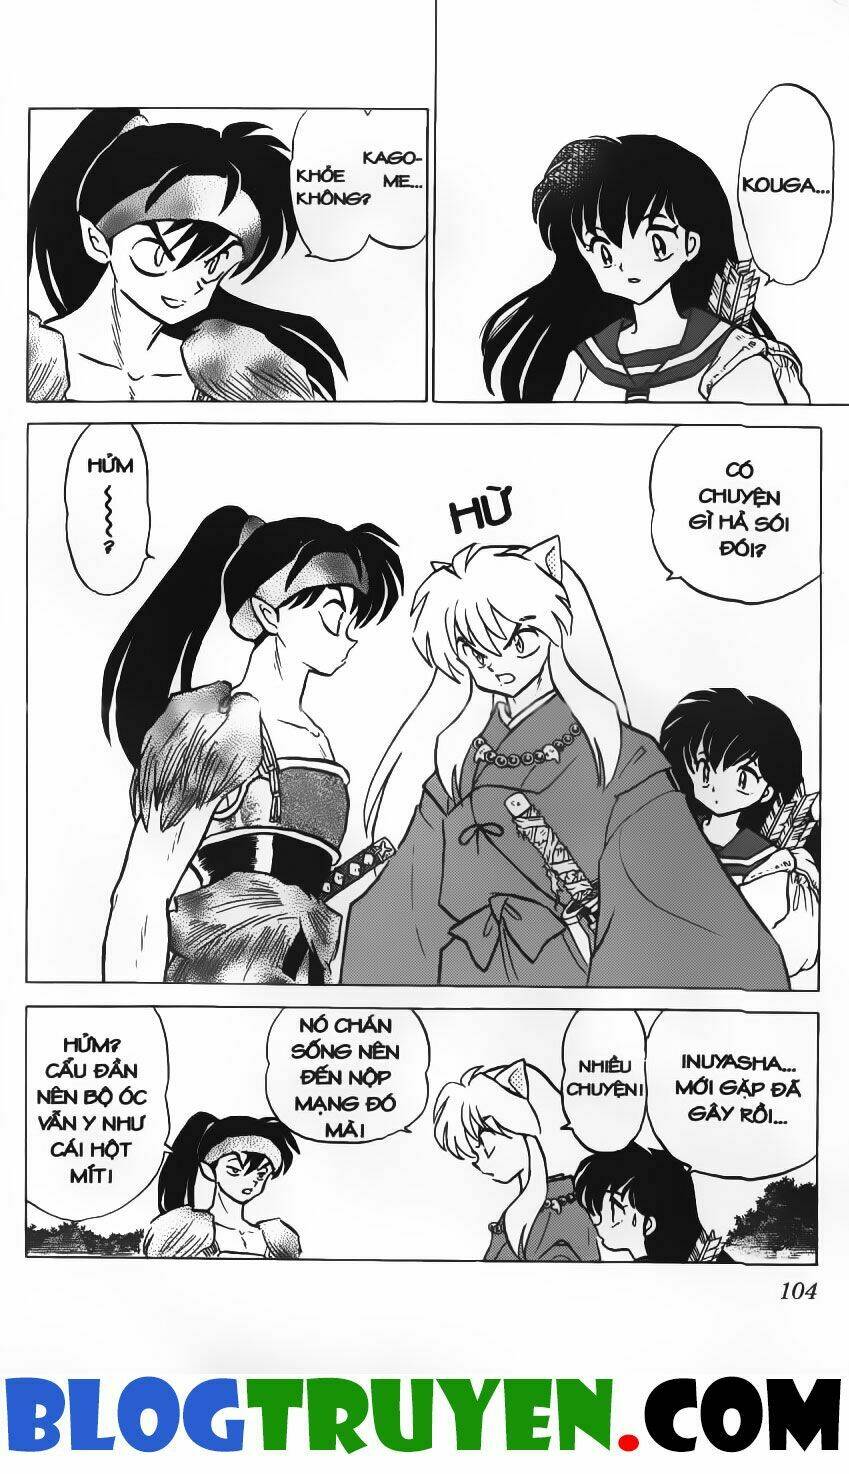 KOUGA...
KAGO-
ME...
KHỎE
KHÔNG?
CÓ
CHUYỆN
GÌ HẢ SÓI
ĐÓI?
HỪ
HỬM
?
INUYASHA...
MỚI GẶP ĐÃ
GÂY RỒI...
NHIỀU
CHUYỆN!
NÓ CHÁN
SỐNG NÊN
ĐẾN NỘP
MẠNG ĐÓ
MÀ!
HỬM?
CẨU ĐẦN
NÊN BỘ ÓC
VẪN Y NHƯ
CÁI HỘT
MÍT!
104
BLOGTRUYEN.COM